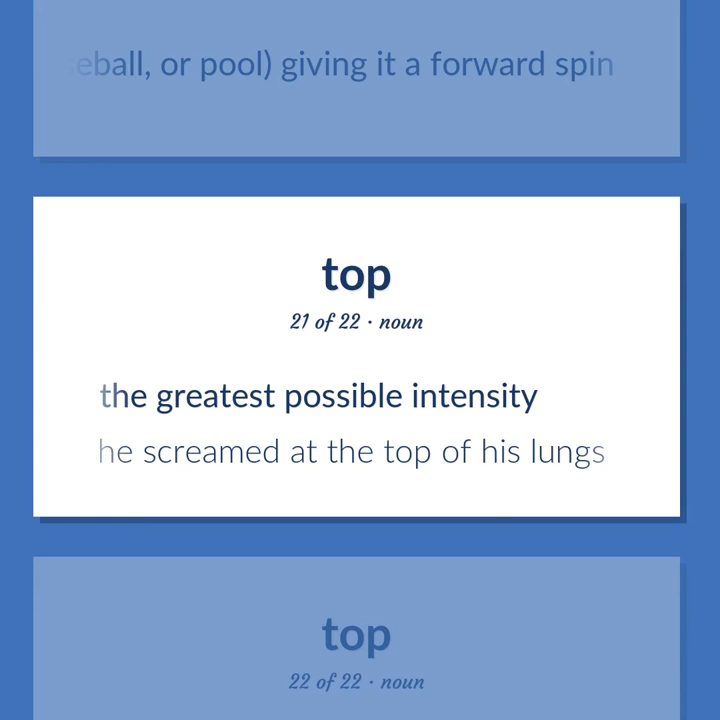 eball, or pool) giving it a forward spin
top
21 of 22 · noun
the greatest possible intensity
he screamed at the top of his lungs
top
22 of 22 · noun